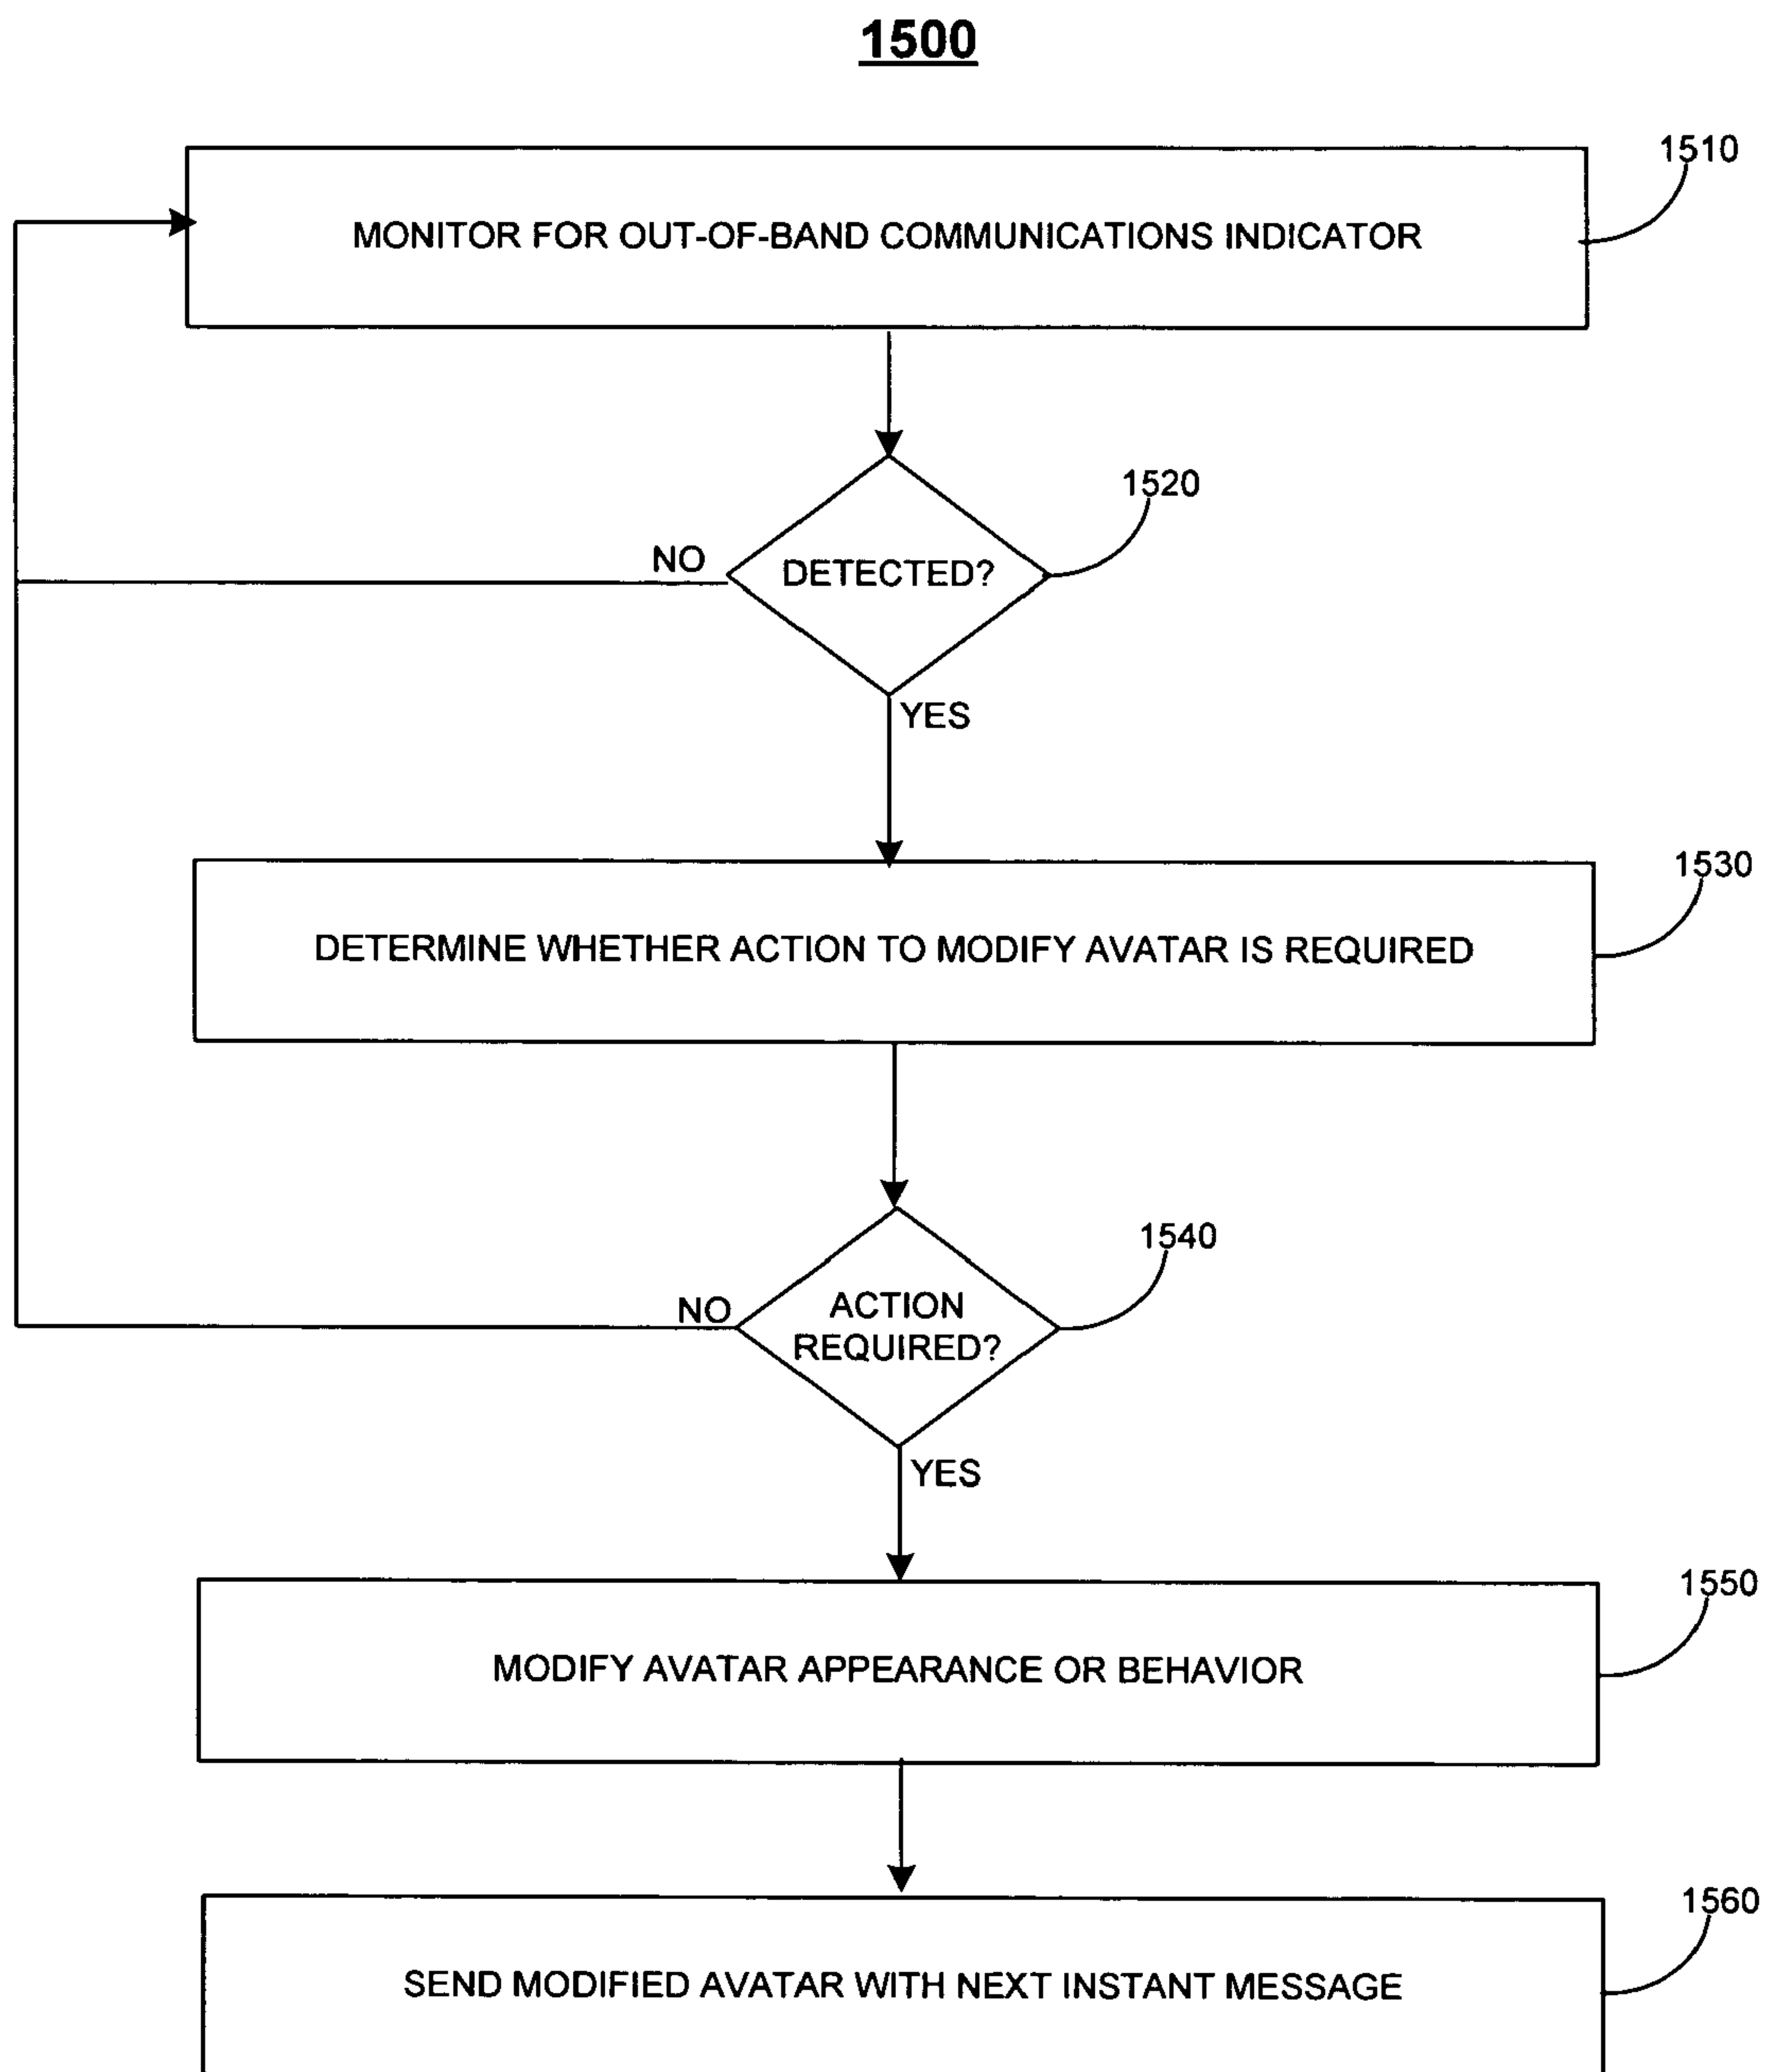 1500
1510
MONITOR FOR OUT-OF-BAND COMMUNICATIONS INDICATOR
1520
NO
DETECTED?
YES
1530
DETERMINE WHETHER ACTION TO MODIFY AVATAR IS REQUIRED
1540
NO
ACTION
REQUIRED?
YES
1550
MODIFY AVATAR APPEARANCE OR BEHAVIOR
1560
SEND MODIFIED AVATAR WITH NEXT INSTANT MESSAGE